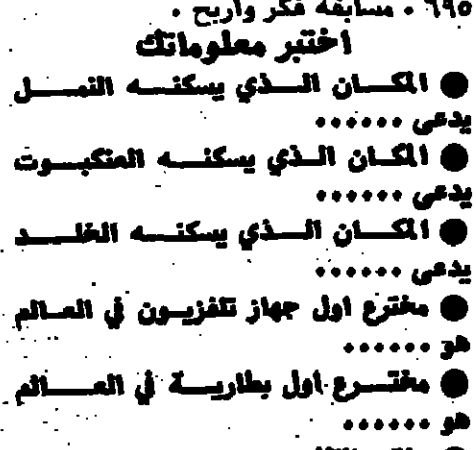 ٦٩٥ • مسابقة فكر واربح •
اختبر معلوماتك
● المكان الذي يسكنه النمل
يدعى ••••••
● المكان الذي يسكنه العنكبوت
يدعى ••••••
● المكان الذي يسكنه الخلد
يدعى ••••••
● مخترع اول جهاز تلفزيون في العالم
هو ••••••
● مخترع اول بطارية في العالم
هو ••••••